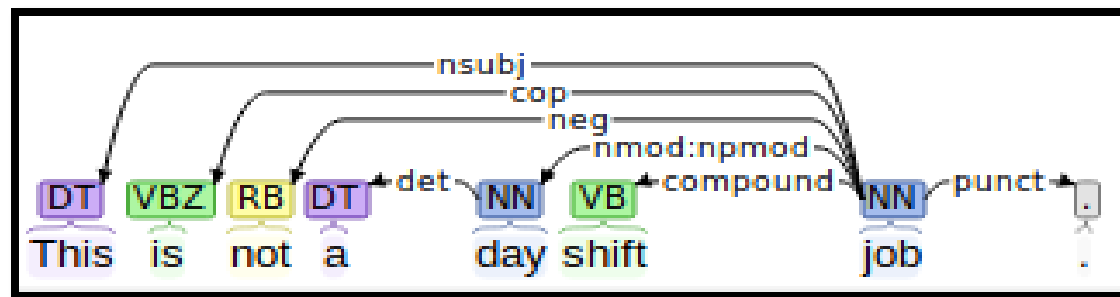 nsubj
cop
neg
nmod:npmod
det compound punct
DT VBZ RB DT NN VB NN .
This is not a day shift job .